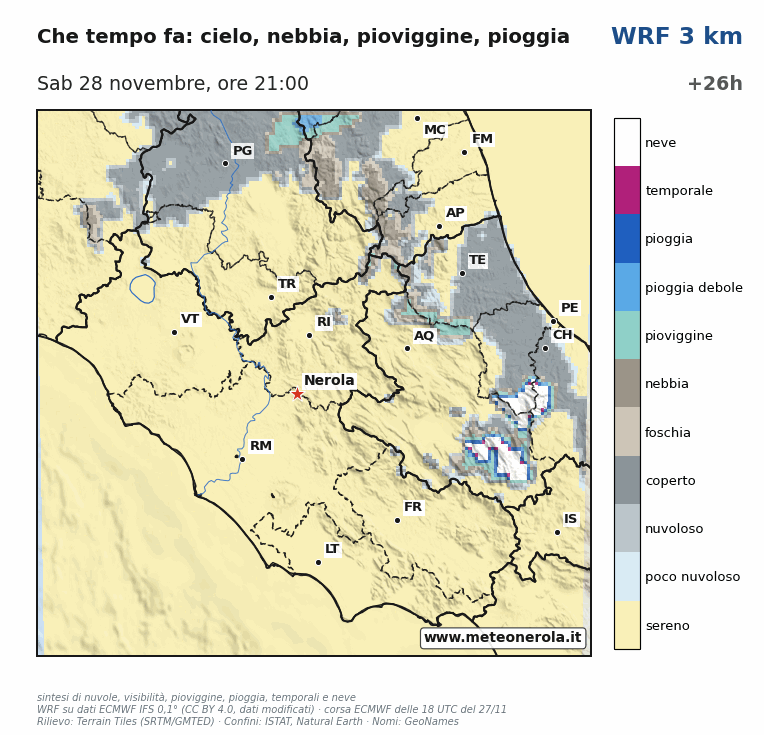 Che tempo fa: cielo, nebbia, pioviggine, pioggia
WRF 3 km
Sab 28 novembre, ore 21:00
+26h
MC
FM
PG
AP
TE
TR
PE
VT
RI
CH
AQ
Nerola
RM
FR
IS
LT
www.meteonerola.it
neve
temporale
pioggia
pioggia debole
pioviggine
nebbia
foschia
coperto
nuvoloso
poco nuvoloso
sereno
sintesi di nuvole, visibilità, pioviggine, pioggia, temporali e neve
WRF su dati ECMWF IFS 0,1° (CC BY 4.0, dati modificati) · corsa ECMWF delle 18 UTC del 27/11
Rilievo: Terrain Tiles (SRTM/GMTED) · Confini: ISTAT, Natural Earth · Nomi: GeoNames